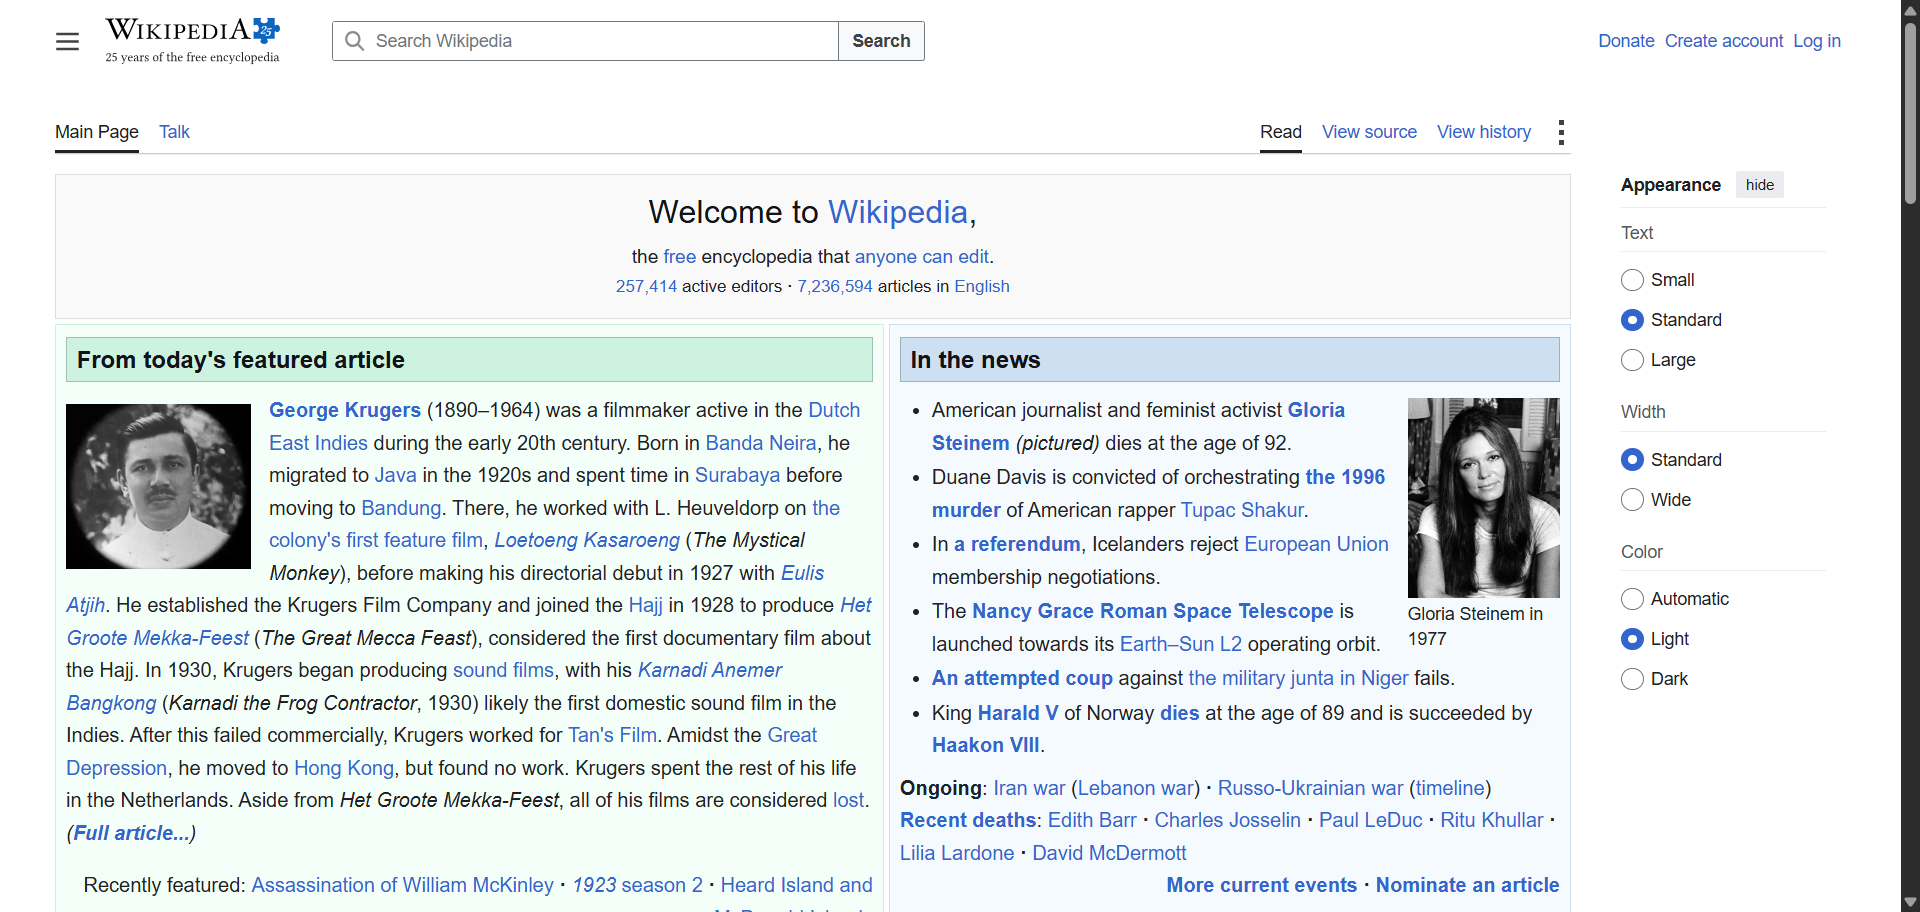 WIKIPEDIA 25
25 years of the free encyclopedia
Search Wikipedia
Search
Donate Create account Log in
Main Page Talk
Read View source View history
Welcome to Wikipedia,
the free encyclopedia that anyone can edit.
257,414 active editors · 7,236,594 articles in English
From today's featured article
George Krugers (1890–1964) was a filmmaker active in the Dutch
East Indies during the early 20th century. Born in Banda Neira, he
migrated to Java in the 1920s and spent time in Surabaya before
moving to Bandung. There, he worked with L. Heuveldorp on the
colony's first feature film, Loetoeng Kasaroeng (The Mystical
Monkey), before making his directorial debut in 1927 with Eulis
Atjih. He established the Krugers Film Company and joined the Hajj in 1928 to produce Het
Groote Mekka-Feest (The Great Mecca Feast), considered the first documentary film about
the Hajj. In 1930, Krugers began producing sound films, with his Karnadi Anemer
Bangkong (Karnadi the Frog Contractor, 1930) likely the first domestic sound film in the
Indies. After this failed commercially, Krugers worked for Tan's Film. Amidst the Great
Depression, he moved to Hong Kong, but found no work. Krugers spent the rest of his life
in the Netherlands. Aside from Het Groote Mekka-Feest, all of his films are considered lost.
(Full article...)
Recently featured: Assassination of William McKinley · 1923 season 2 · Heard Island and
In the news
American journalist and feminist activist Gloria
Steinem (pictured) dies at the age of 92.
Duane Davis is convicted of orchestrating the 1996
murder of American rapper Tupac Shakur.
In a referendum, Icelanders reject European Union
membership negotiations.
The Nancy Grace Roman Space Telescope is
launched towards its Earth–Sun L2 operating orbit.
An attempted coup against the military junta in Niger fails.
King Harald V of Norway dies at the age of 89 and is succeeded by
Haakon VIII.
Gloria Steinem in
1977
Ongoing: Iran war (Lebanon war) · Russo-Ukrainian war (timeline)
Recent deaths: Edith Barr · Charles Josselin · Paul LeDuc · Ritu Khullar ·
Lilia Lardone · David McDermott
More current events · Nominate an article
Appearance hide
Text
Small
Standard
Large
Width
Standard
Wide
Color
Automatic
Light
Dark